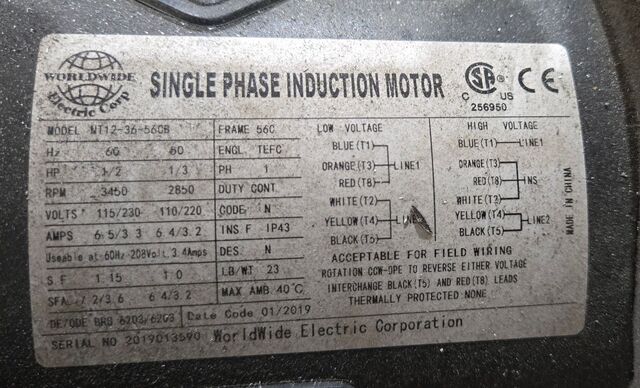 WORLDWIDE
Electric Corp
SINGLE PHASE INDUCTION MOTOR
C US
256950
MODEL NT12-36-56CB FRAME 56C
Hz 60 50 ENCL TEFC
HP 1/2 1/3 PH 1
RPM 3450 2850 DUTY CONT
VOLTS 115/230 110/220 CODE N
AMPS 6.5/3.3 6.4/3.2 INS.F IP43
Useable at 60Hz 208Volt 3.4Amps DES. N
S.F 1.15 1.0 LB/WT 23
SFA 7.2/3.6 6.4/3.2 MAX AMB 40℃
DE/ODE BRG 6203/6203 Date Code 01/2019
SERIAL NO 2019013590 WorldWide Electric Corporation
LOW VOLTAGE HIGH VOLTAGE
BLUE(T1) BLUE(T1) LINE1
ORANGE(T3) LINE1 ORANGE(T3)
RED(T8) RED(T8) INS
WHITE(T2) WHITE(T2)
YELLOW(T4) YELLOW(T4) LINE2
BLACK(T5) BLACK(T5)
ACCEPTABLE FOR FIELD WIRING
ROTATION CCW-OPE TO REVERSE EITHER VOLTAGE
INTERCHANGE BLACK(T5) AND RED(T8) LEADS
THERMALLY PROTECTED NONE
MADE IN CHINA